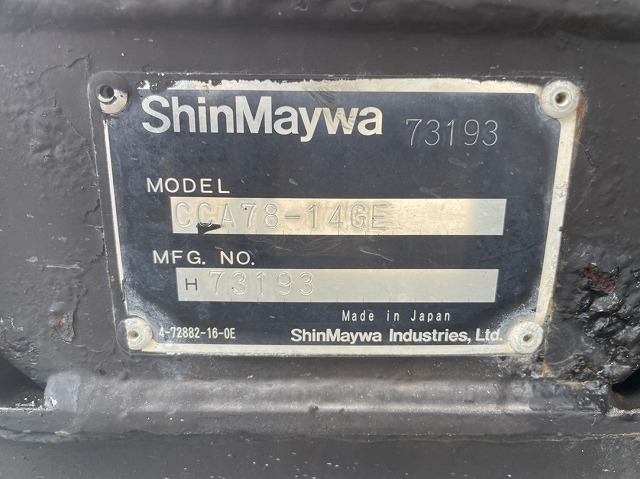 ShinMaywa 73193
MODEL
CCA78-14GE
MFG. NO.
H 73193
Made in Japan
4-72882-16-0E ShinMaywa Industries, Ltd.